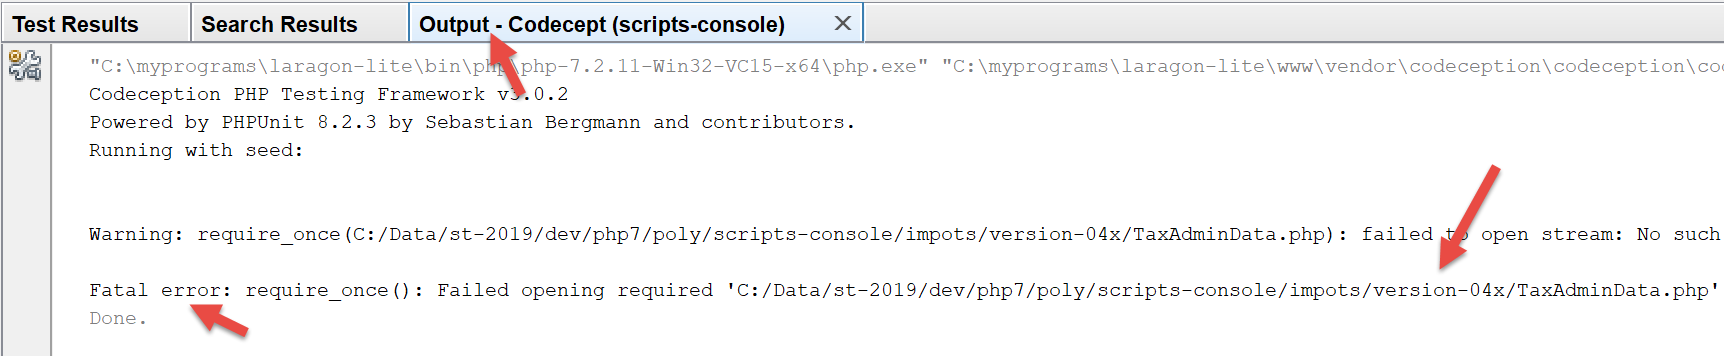 Test Results
Search Results
Output - Codecept (scripts-console)
"C:\myprograms\laragon-lite\bin\php\php-7.2.11-Win32-VC15-x64\php.exe" "C:\myprograms\laragon-lite\www\vendor\codeception\codeception\co
Codeception PHP Testing Framework v3.0.2
Powered by PHPUnit 8.2.3 by Sebastian Bergmann and contributors.
Running with seed:
Warning: require_once(C:/Data/st-2019/dev/php7/poly/scripts-console/impots/version-04x/TaxAdminData.php): failed to open stream: No such
Fatal error: require_once(): Failed opening required 'C:/Data/st-2019/dev/php7/poly/scripts-console/impots/version-04x/TaxAdminData.php'
Done.